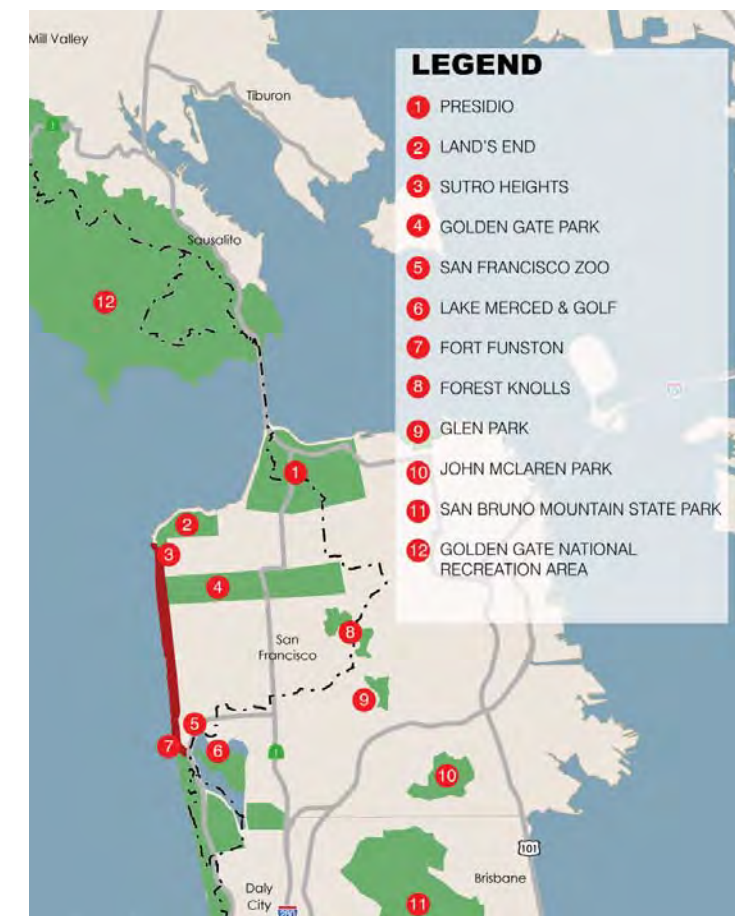 Mill Valley
Tiburon
Sausalito
12
LEGEND
1 PRESIDIO
2 LAND'S END
3 SUTRO HEIGHTS
4 GOLDEN GATE PARK
5 SAN FRANCISCO ZOO
6 LAKE MERCED & GOLF
7 FORT FUNSTON
8 FOREST KNOLLS
9 GLEN PARK
10 JOHN MCLAREN PARK
11 SAN BRUNO MOUNTAIN STATE PARK
12 GOLDEN GATE NATIONAL
RECREATION AREA
1
2
3
4
8
San
Francisco
9
5
7
6
1
10
101
Brisbane
Daly
City
280
11